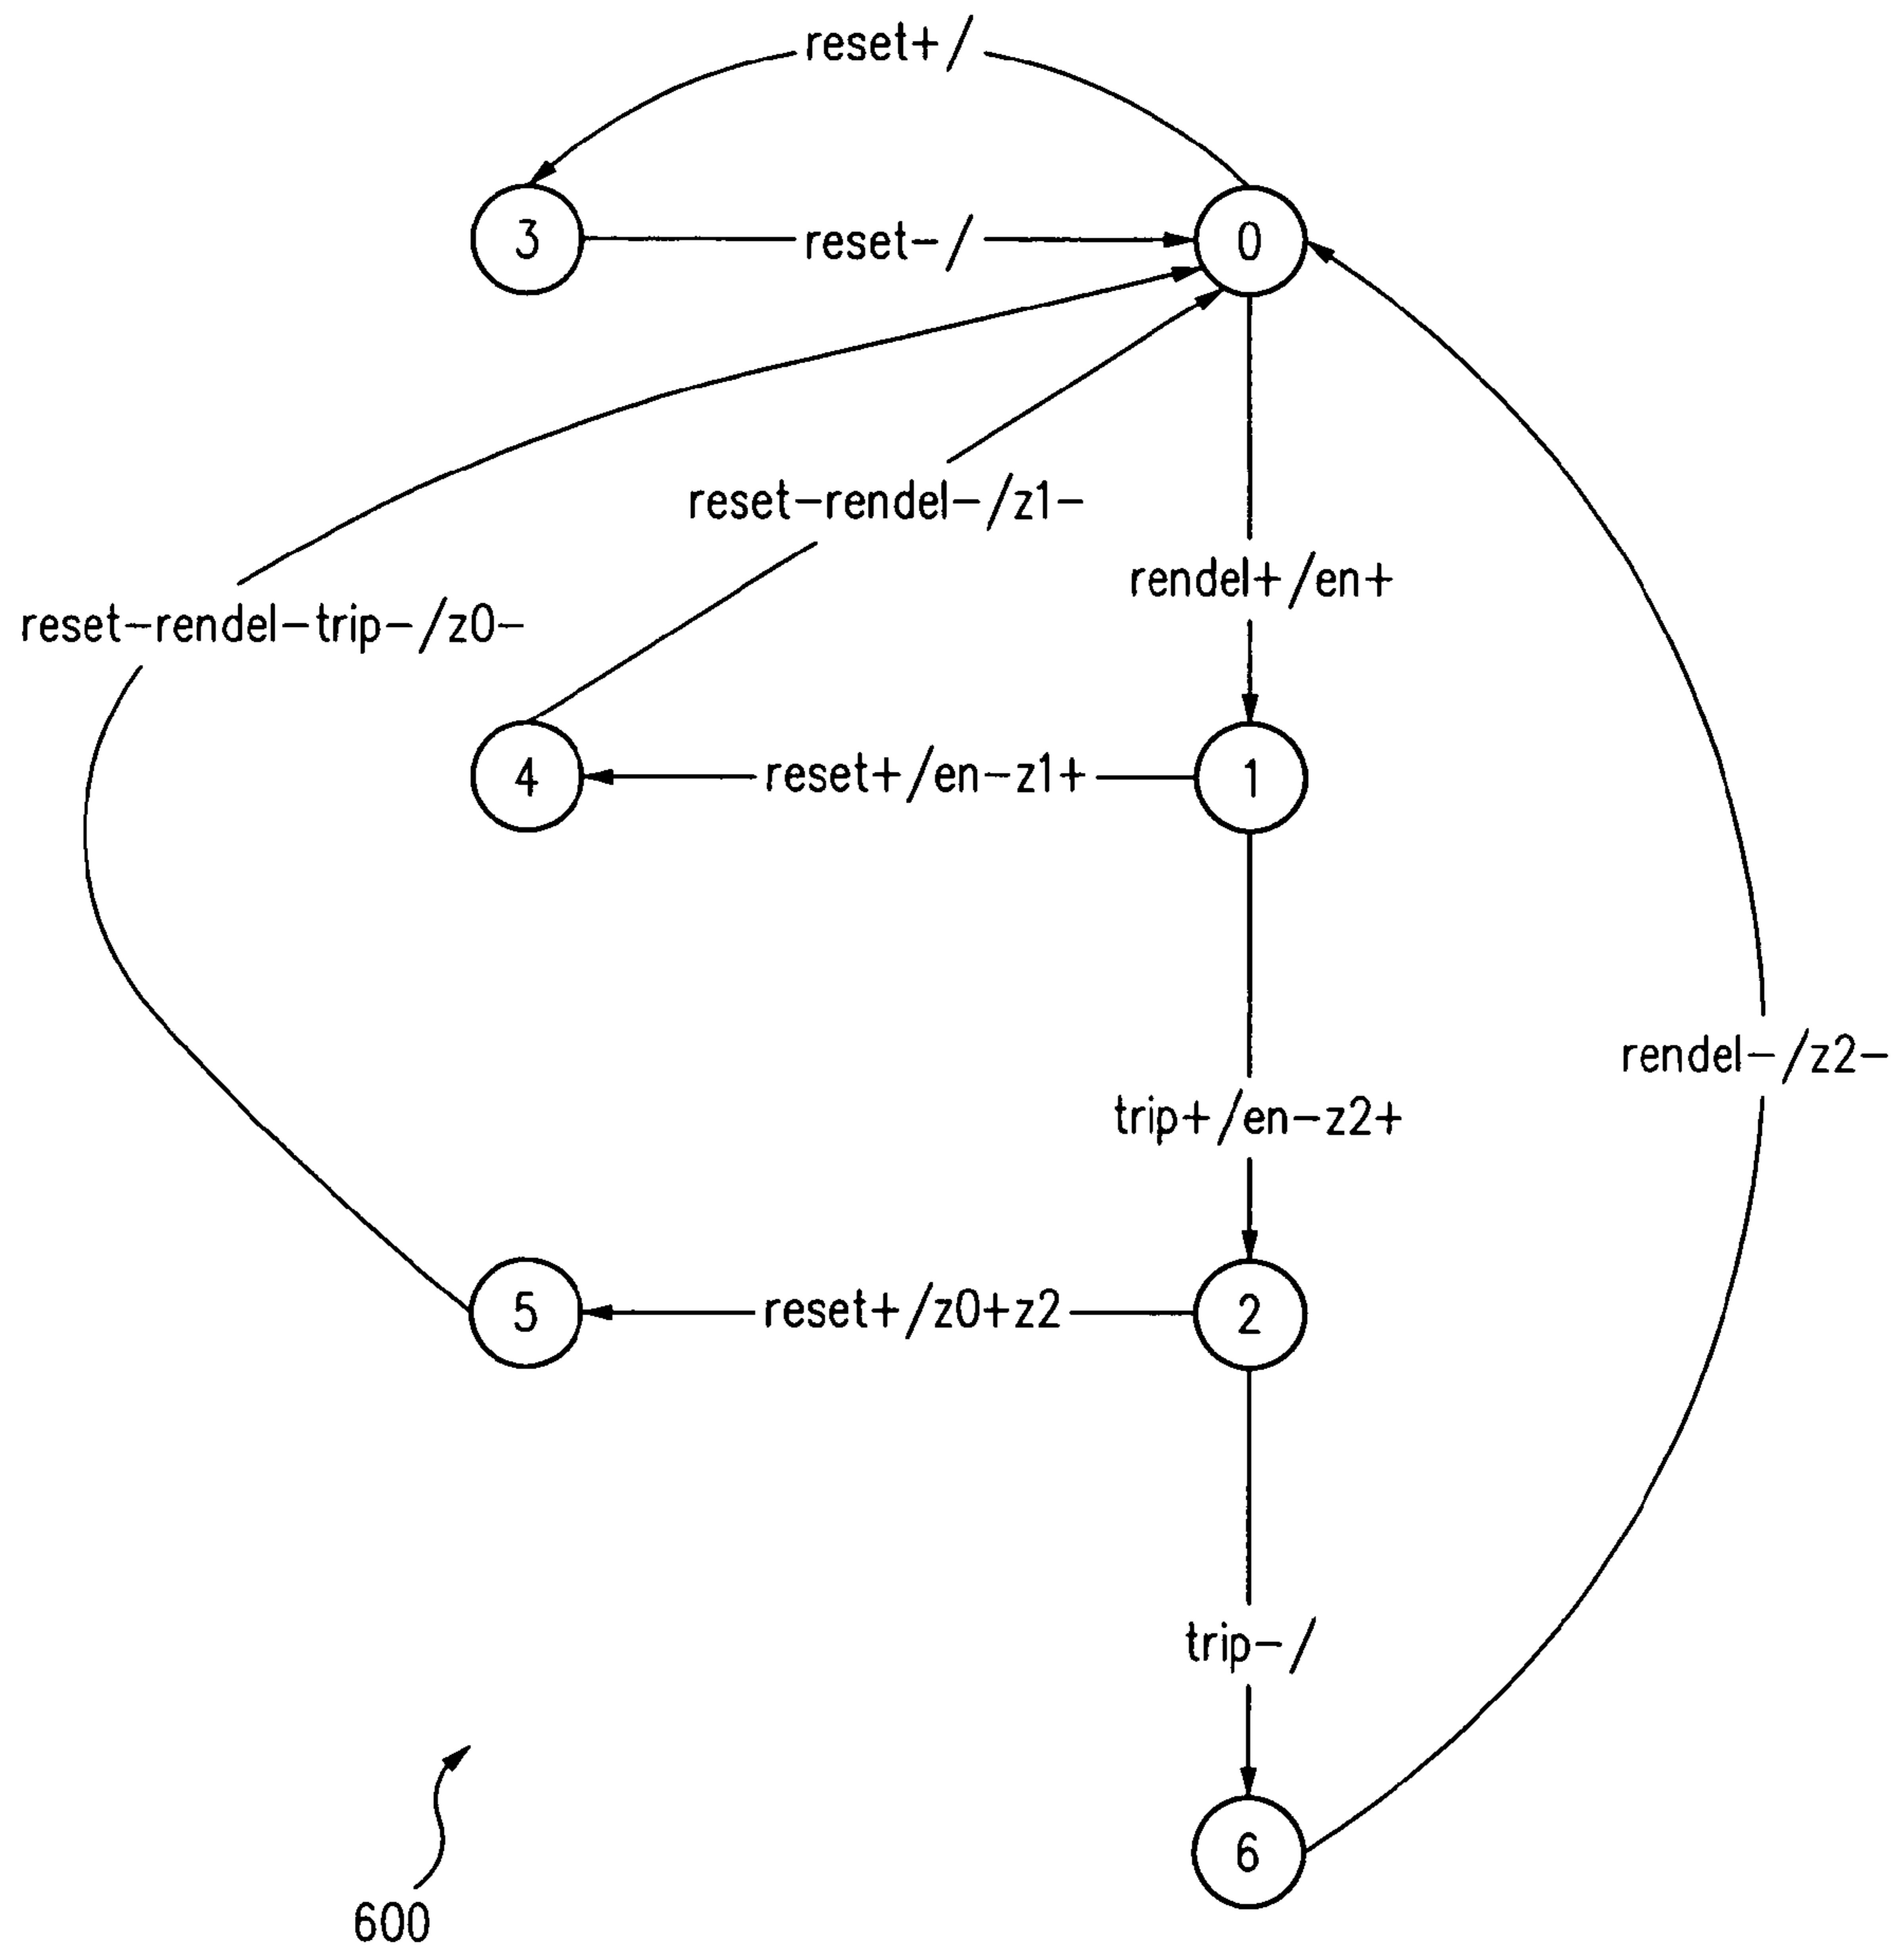 reset+/
3
reset-/
0
reset-rendel-/z1-
rendel+/en+
reset-rendel-trip-/z0-
4
reset+/en-z1+
1
rendel-/z2-
trip+/en-z2+
5
reset+/z0+z2
2
trip-/
6
600